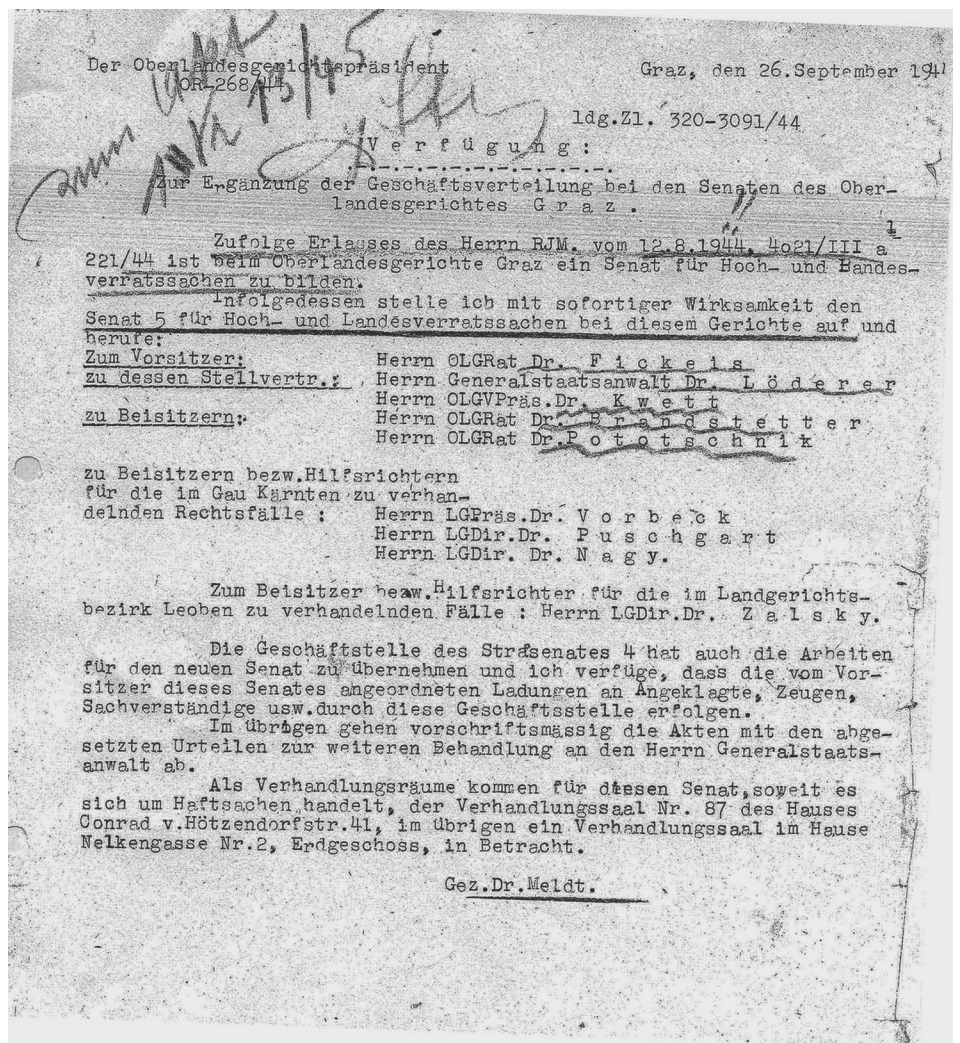 Der Oberlandesgerichtspräsident
Graz, den 26.September 194
OR-268/44
ldg.Zl. 320-3091/44
V e r f ü g u n g :
.-.-.-.-.-.-.-.-.-.-.-.
Zur Ergänzung der Geschäftsverteilung bei den Senaten des Ober-
landesgerichtes G r a z .
Zufolge Erlasses des Herrn RJM. vom 12.8.1944, 4o21/III a 1
221/44 ist beim Oberlandesgerichte Graz ein Senat für Hoch- und Landes-
verratssachen zu bilden.
Infolgedessen stelle ich mit sofortiger Wirksamkeit den
Senat 5 für Hoch- und Landesverratssachen bei diesem Gerichte auf und
berufe:
Zum Vorsitzer: Herrn OLGRat Dr. F i c k e i s
zu dessen Stellvertr.: Herrn Generalstaatsanwalt Dr. L ö d e r e r
Herrn OLGVPräs.Dr. K w e t t
zu Beisitzern: Herrn OLGRat Dr. B r a n d s t e t t e r
Herrn OLGRat Dr.P o t o t s c h n i k
zu Beisitzern bezw.Hilfsrichtern
für die im Gau Kärnten zu verhan-
delnden Rechtsfälle : Herrn LGPräs.Dr. V o r b e c k
Herrn LGDir.Dr. P u s c h g a r t
Herrn LGDir. Dr. N a g y.
Zum Beisitzer bezw.Hilfsrichter für die im Landgerichts-
bezirk Leoben zu verhandelnden Fälle : Herrn LGDir.Dr. Z a l s k y.
Die Geschäftstelle des Strafsenates 4 hat auch die Arbeiten
für den neuen Senat zu übernehmen und ich verfüge, dass die vom Vor-
sitzer dieses Senates angeordneten Ladungen an Angeklagte, Zeugen,
Sachverständige usw.durch diese Geschäftsstelle erfolgen.
Im übrigen gehen vorschriftsmässig die Akten mit den abge-
setzten Urteilen zur weiteren Behandlung an den Herrn Generalstaats-
anwalt ab.
Als Verhandlungsräume kommen für diesen Senat,soweit es
sich um Haftsachen handelt, der Verhandlungssaal Nr. 87 des Hauses
Conrad v.Hötzendorfstr.41, im übrigen ein Verhandlungssaal im Hause
Nelkengasse Nr.2, Erdgeschoss, in Betracht.
Gez.Dr.Meldt.